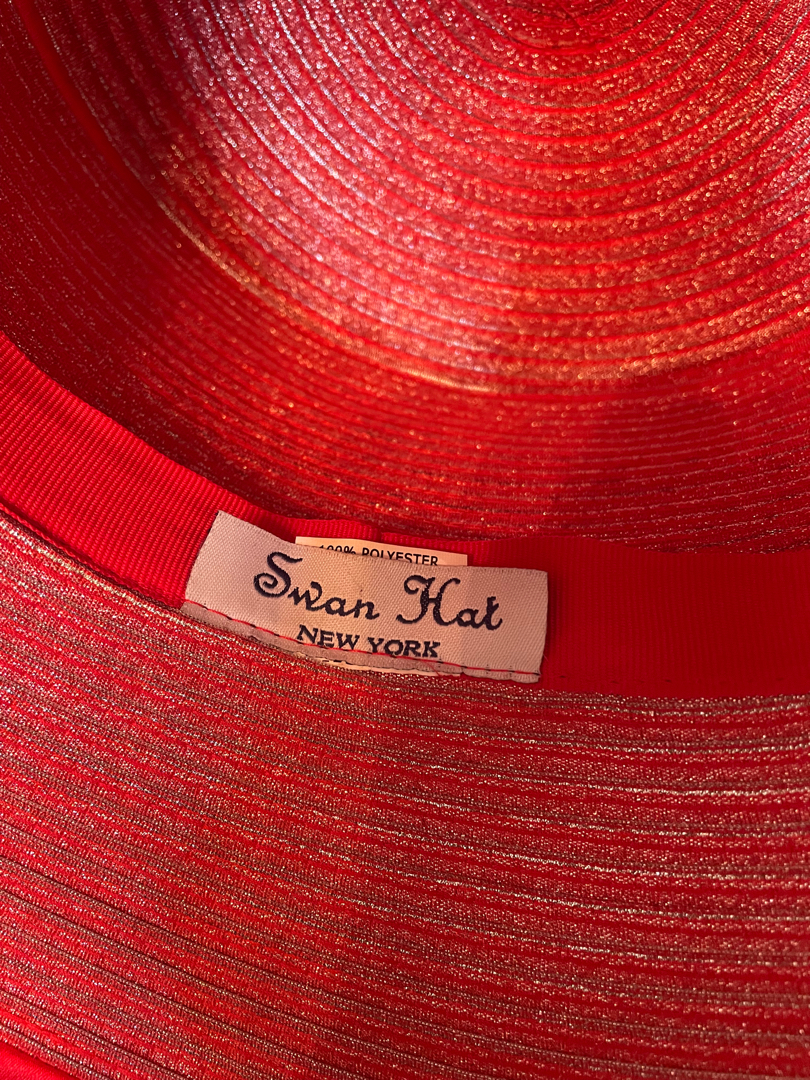 100% POLYESTER
Swan Hat
NEW YORK